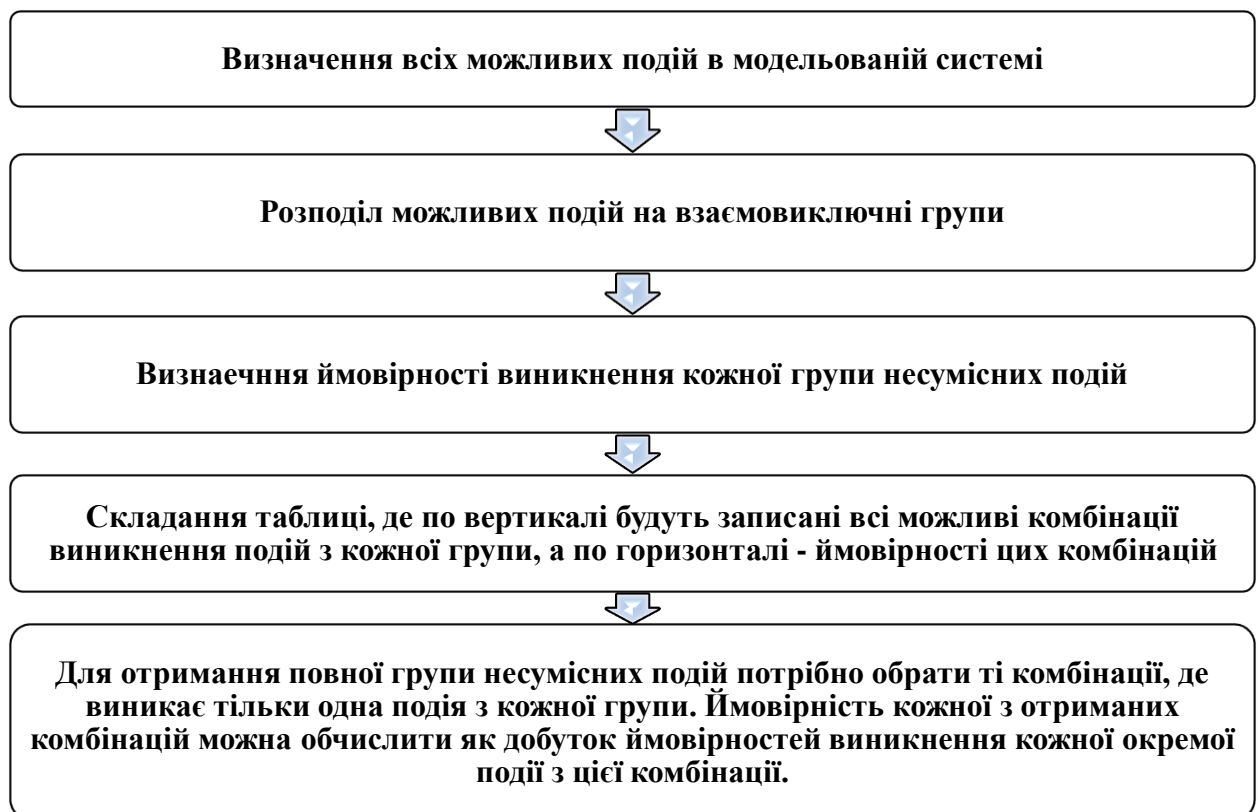 Визначення всіх можливих подій в модельованій системі
Розподіл можливих подій на взаємовиключні групи
Визнаечння ймовірності виникнення кожної групи несумісних подій
Складання таблиці, де по вертикалі будуть записані всі можливі комбінації
виникнення подій з кожної групи, а по горизонталі - ймовірності цих комбінацій
Для отримання повної групи несумісних подій потрібно обрати ті комбінації, де
виникає тільки одна подія з кожної групи. Ймовірність кожної з отриманих
комбінацій можна обчислити як добуток ймовірностей виникнення кожної окремої
події з цієї комбінації.